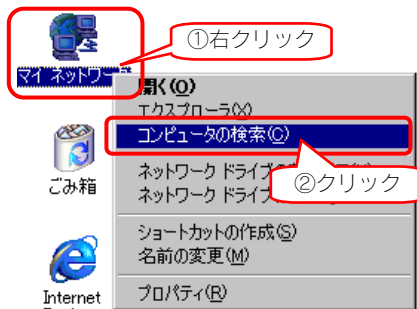 ①右クリック
マイ ネットワー
開く(O)
エクスプローラ(X)
コンピュータの検索(C)
ごみ箱
ネットワーク ドライブの
②クリック
ネットワーク ドライブ
ショートカットの作成(S)
名前の変更(M)
Internet
プロパティ(R)